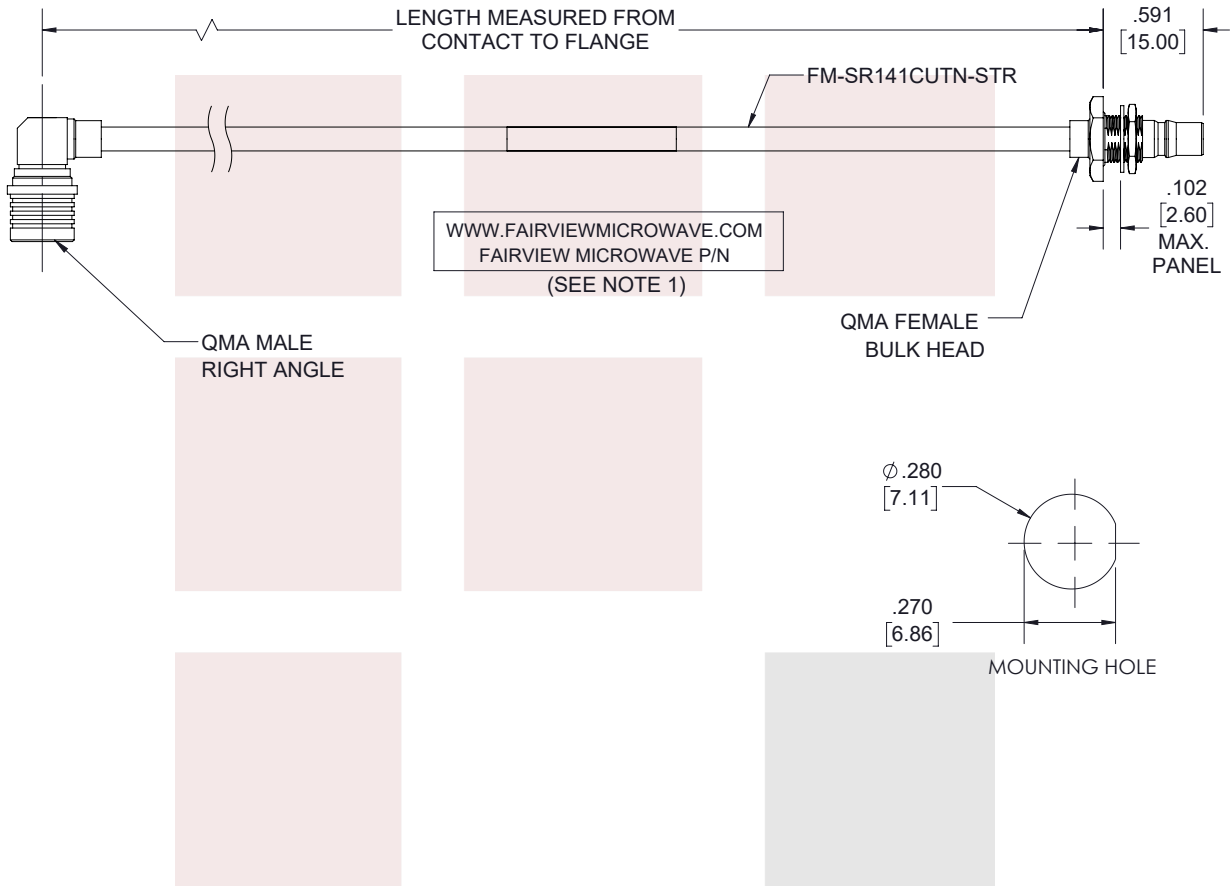 LENGTH MEASURED FROM
CONTACT TO FLANGE
.591
[15.00]
FM-SR141CUTN-STR
.102
[2.60]
MAX.
PANEL
WWW.FAIRVIEWMICROWAVE.COM
FAIRVIEW MICROWAVE P/N
(SEE NOTE 1)
QMA MALE
RIGHT ANGLE
QMA FEMALE
BULK HEAD
∅.280
[7.11]
.270
[6.86]
MOUNTING HOLE